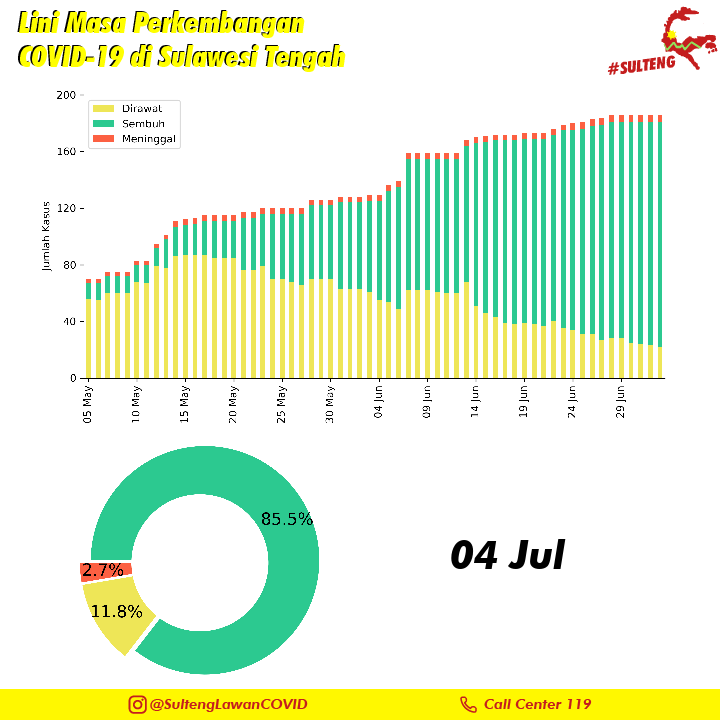 Lini Masa Perkembangan
COVID-19 di Sulawesi Tengah
#SULTENG
200
160
120
80
40
0
Jumlah Kasus
Dirawat
Sembuh
Meninggal
05 May
10 May
15 May
20 May
25 May
30 May
04 Jun
09 Jun
14 Jun
19 Jun
24 Jun
29 Jun
85.5%
2.7%
11.8%
04 Jul
@SultengLawanCOVID
Call Center 119